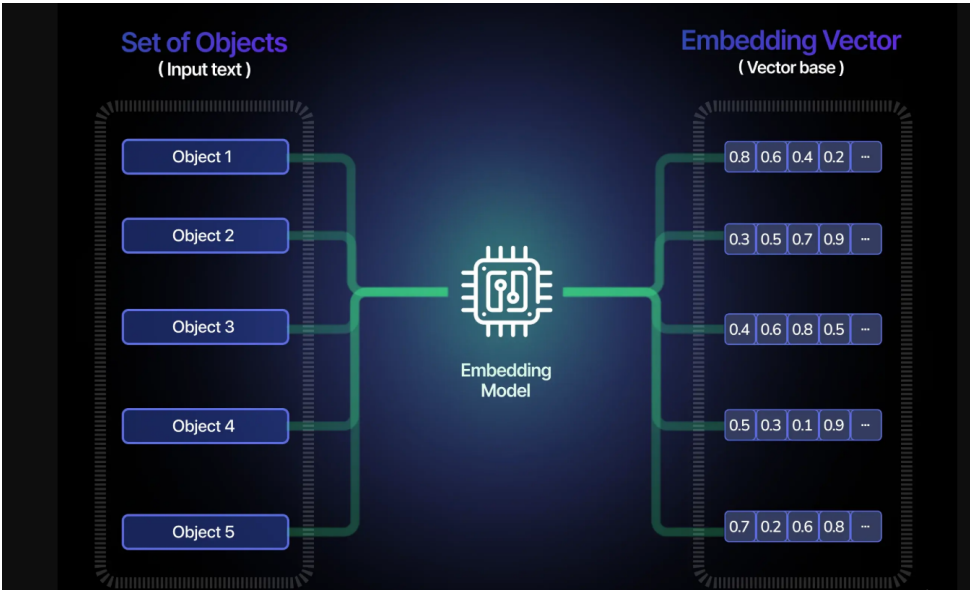 Set of Objects
( Input text )
Embedding Vector
( Vector base )
Object 1
0.8 0.6 0.4 0.2 ...
Object 2
0.3 0.5 0.7 0.9 ...
Object 3
0.4 0.6 0.8 0.5 ...
Embedding
Model
Object 4
0.5 0.3 0.1 0.9 ...
Object 5
0.7 0.2 0.6 0.8 ...